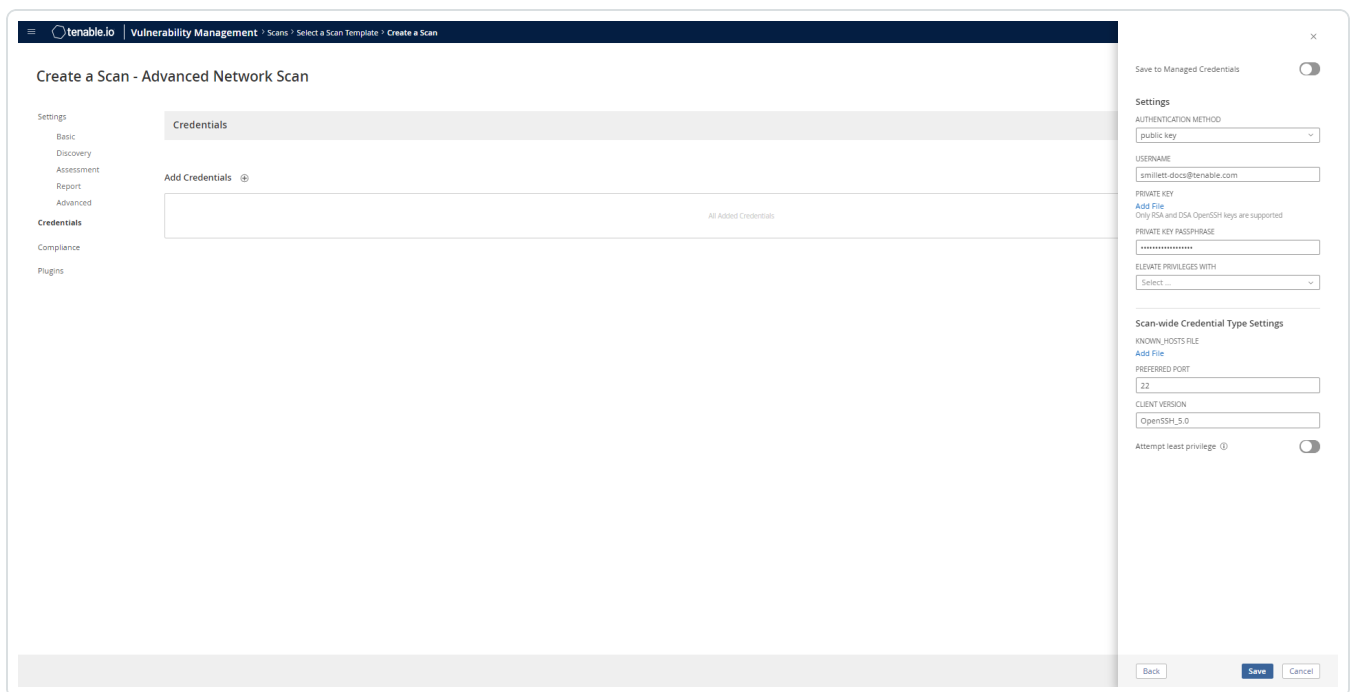 tenable.io Vulnerability Management > Scans > Select a Scan Template > Create a Scan
Create a Scan - Advanced Network Scan
Settings
Basic
Discovery
Assessment
Report
Advanced
Credentials
Compliance
Plugins
Credentials
Add Credentials
All Added Credentials
Save to Managed Credentials
Settings
AUTHENTICATION METHOD
public key
USERNAME
smillett-docs@tenable.com
PRIVATE KEY
Add File
Only RSA and DSA OpenSSH keys are supported
PRIVATE KEY PASSPHRASE
••••••••••••••••••
ELEVATE PRIVILEGES WITH
Select ...
Scan-wide Credential Type Settings
KNOWN_HOSTS FILE
Add File
PREFERRED PORT
22
CLIENT VERSION
OpenSSH_5.0
Attempt least privilege
Back
Save
Cancel